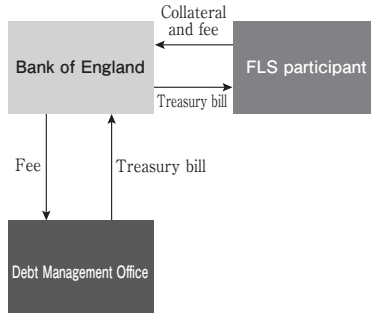 Collateral
and fee
Bank of England
FLS participant
Treasury bill
Fee
Treasury bill
Debt Management Office